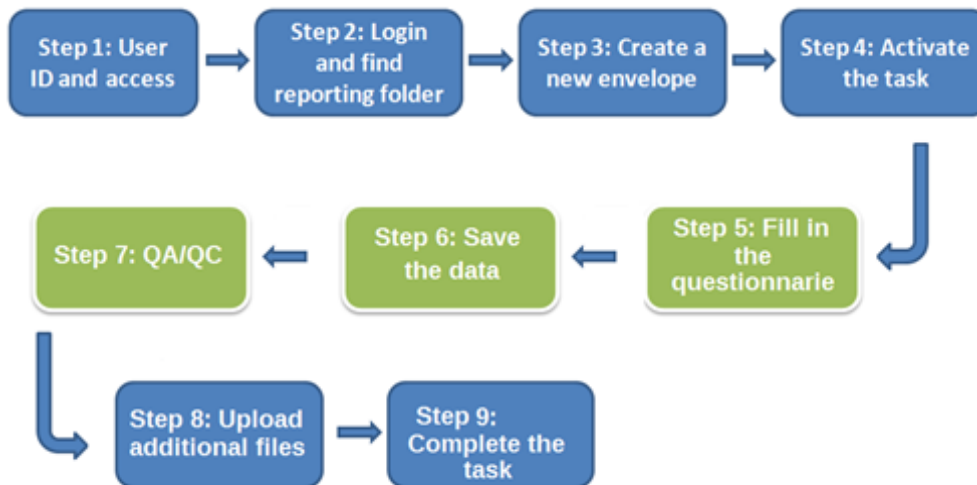 Step 1: User
ID and access
Step 2: Login
and find
reporting folder
Step 3: Create a
new envelope
Step 4: Activate
the task
Step 5: Fill in
the
questionnarie
Step 6: Save
the data
Step 7: QA/QC
Step 8: Upload
additional files
Step 9:
Complete the
task